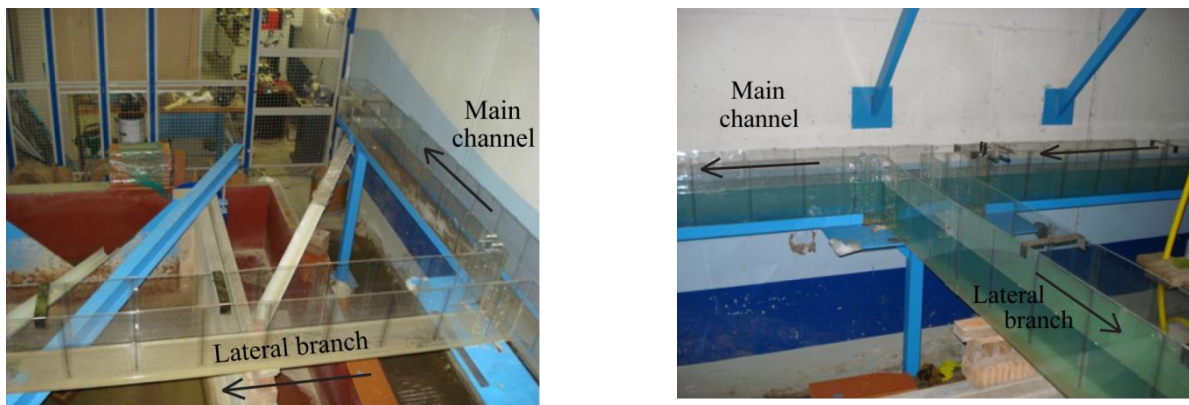 Main
channel
Lateral branch
Main
channel
Lateral
branch